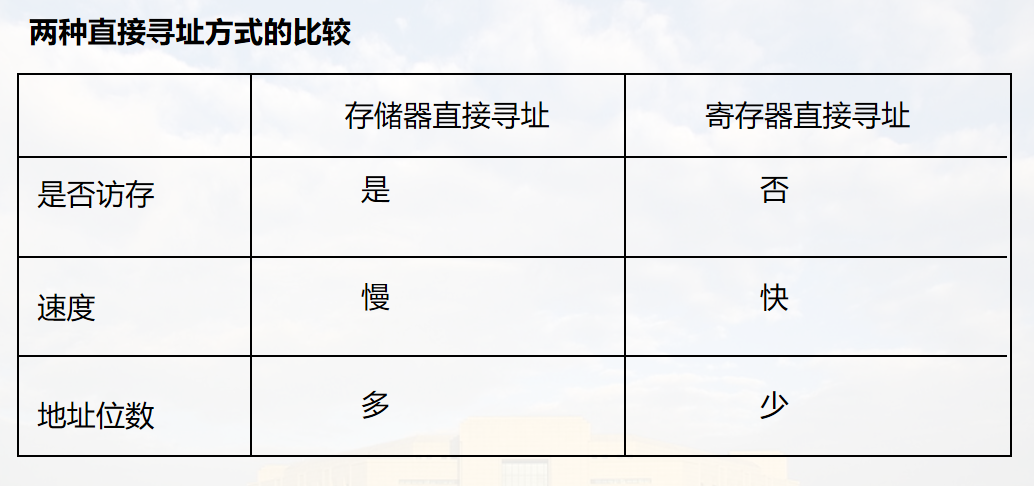 两种直接寻址方式的比较
存储器直接寻址 寄存器直接寻址
是否访存 是 否
速度 慢 快
地址位数 多 少